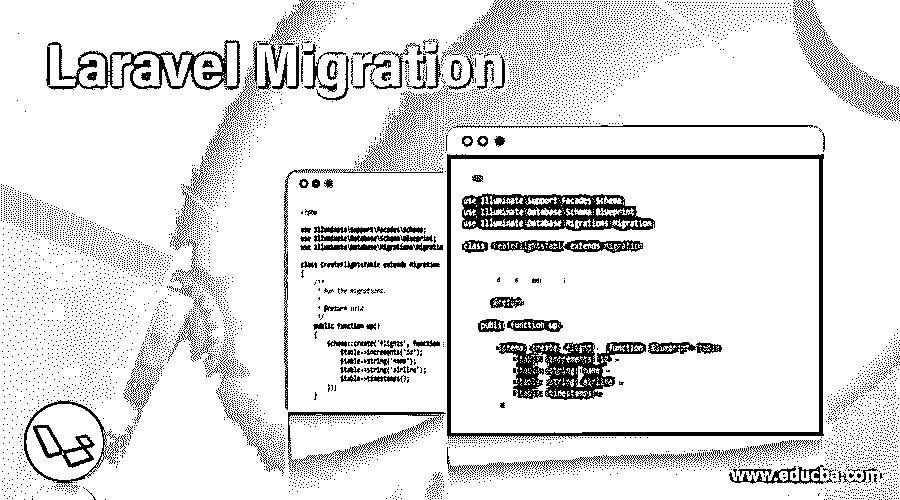 Laravel Migration
<?php
use Illuminate\Support\Facades\Schema;
use Illuminate\Database\Schema\Blueprint;
use Illuminate\Database\Migrations\Migratio
class CreateFlightsTable extends Migration
{
/**
* Run the migrations.
*
* @return void
*/
public function up()
{
Schema::create('flights', function
$table->increments('id');
$table->string('name');
$table->string('airline');
$table->timestamps();
});
}
use Illuminate Support Facades Schema;
use Illuminate Database Schema Blueprint;
use Illuminate Database Migrations Migration
class CreateFlightsTable extends Migration
public function up
Schema create flights function Blueprint table
table increments id
table string name
table string airline
table timestamps
www.educba.com